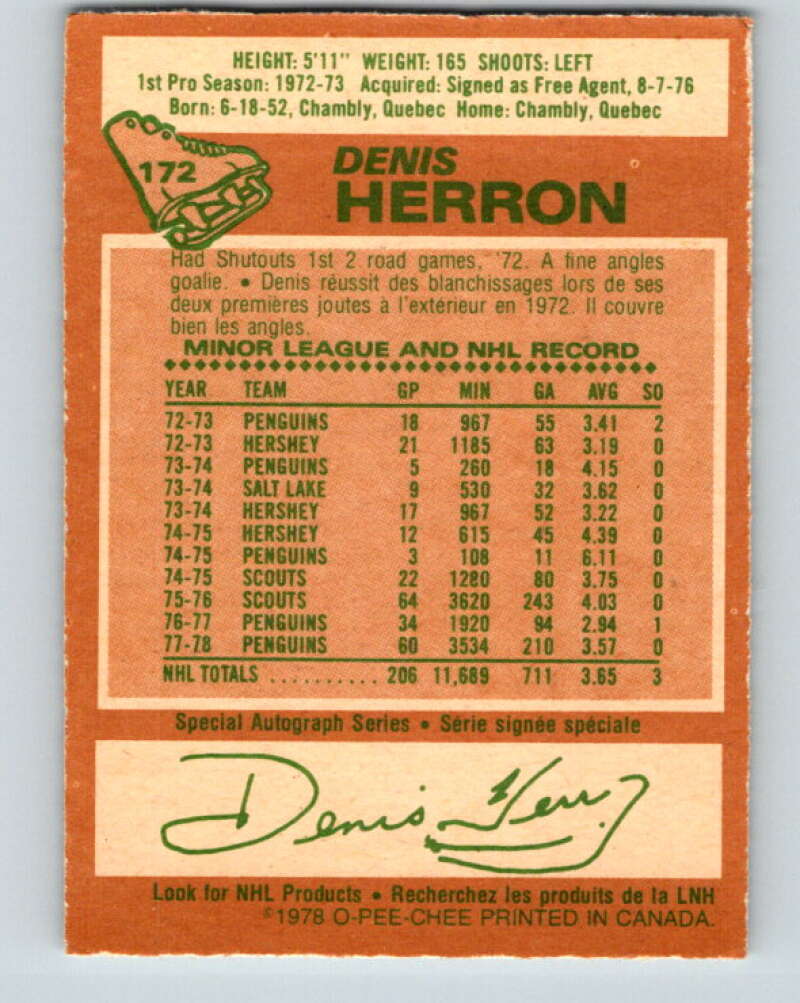 HEIGHT: 5'11" WEIGHT: 165 SHOOTS: LEFT
1st Pro Season: 1972-73 Acquired: Signed as Free Agent, 8-7-76
Born: 6-18-52, Chambly, Quebec Home: Chambly, Quebec
172
DENIS
HERRON
Had Shutouts 1st 2 road games, '72. A fine angles
goalie. • Denis réussit des blanchissages lors de ses
deux premières joutes à l'extérieur en 1972. Il couvre
bien les angles.
MINOR LEAGUE AND NHL RECORD
YEAR TEAM GP MIN GA AVG SO
72-73 PENGUINS 18 967 55 3.41 2
72-73 HERSHEY 21 1185 63 3.19 0
73-74 PENGUINS 5 260 18 4.15 0
73-74 SALT LAKE 9 530 32 3.62 0
73-74 HERSHEY 17 967 52 3.22 0
74-75 HERSHEY 12 615 45 4.39 0
74-75 PENGUINS 3 108 11 6.11 0
74-75 SCOUTS 22 1280 80 3.75 0
75-76 SCOUTS 64 3620 243 4.03 0
76-77 PENGUINS 34 1920 94 2.94 1
77-78 PENGUINS 60 3534 210 3.57 0
NHL TOTALS .......... 206 11,689 711 3.65 3
Special Autograph Series • Série signée spéciale
Denis Herron
Look for NHL Products • Recherchez les produits de la LNH
©1978 O-PEE-CHEE PRINTED IN CANADA.